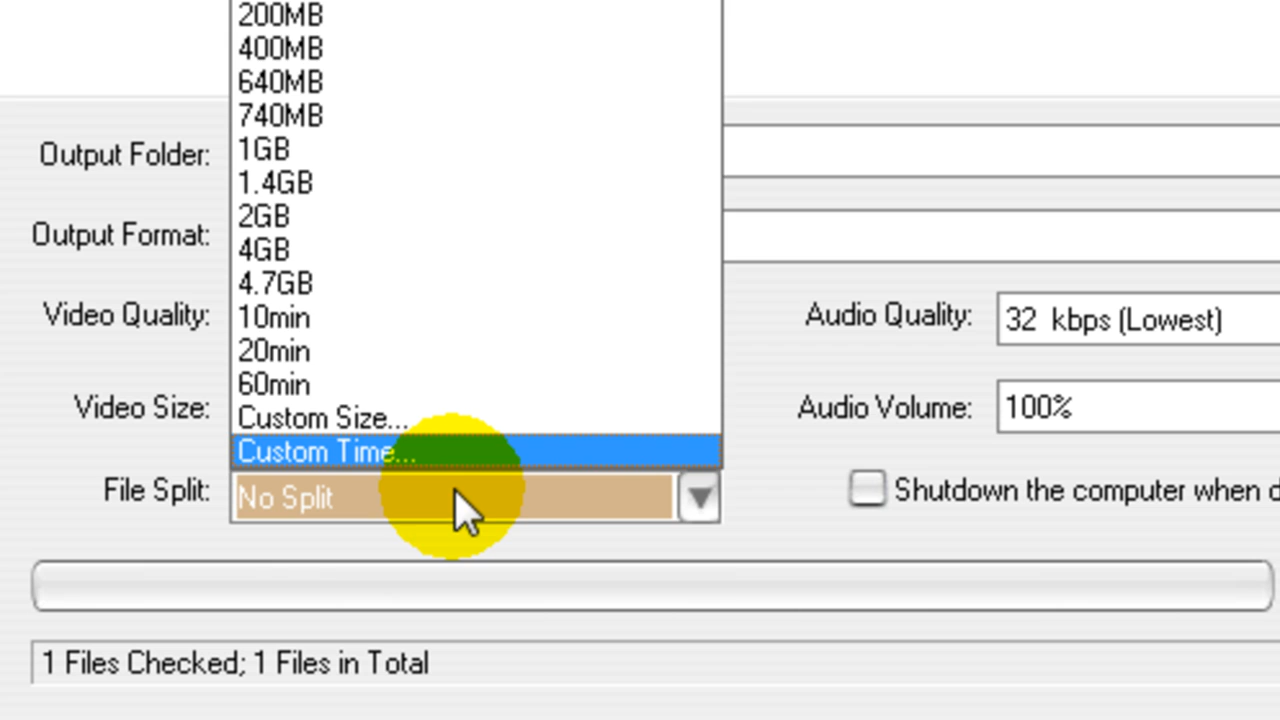 200MB
400MB
640MB
740MB
1GB
1.4GB
2GB
4GB
4.7GB
10min
20min
60min
Custom Size...
Custom Time...
Output Folder:
Output Format:
Video Quality:
Audio Quality: 32 kbps (Lowest)
Video Size:
Audio Volume: 100%
File Split: No Split
Shutdown the computer when d
1 Files Checked; 1 Files in Total